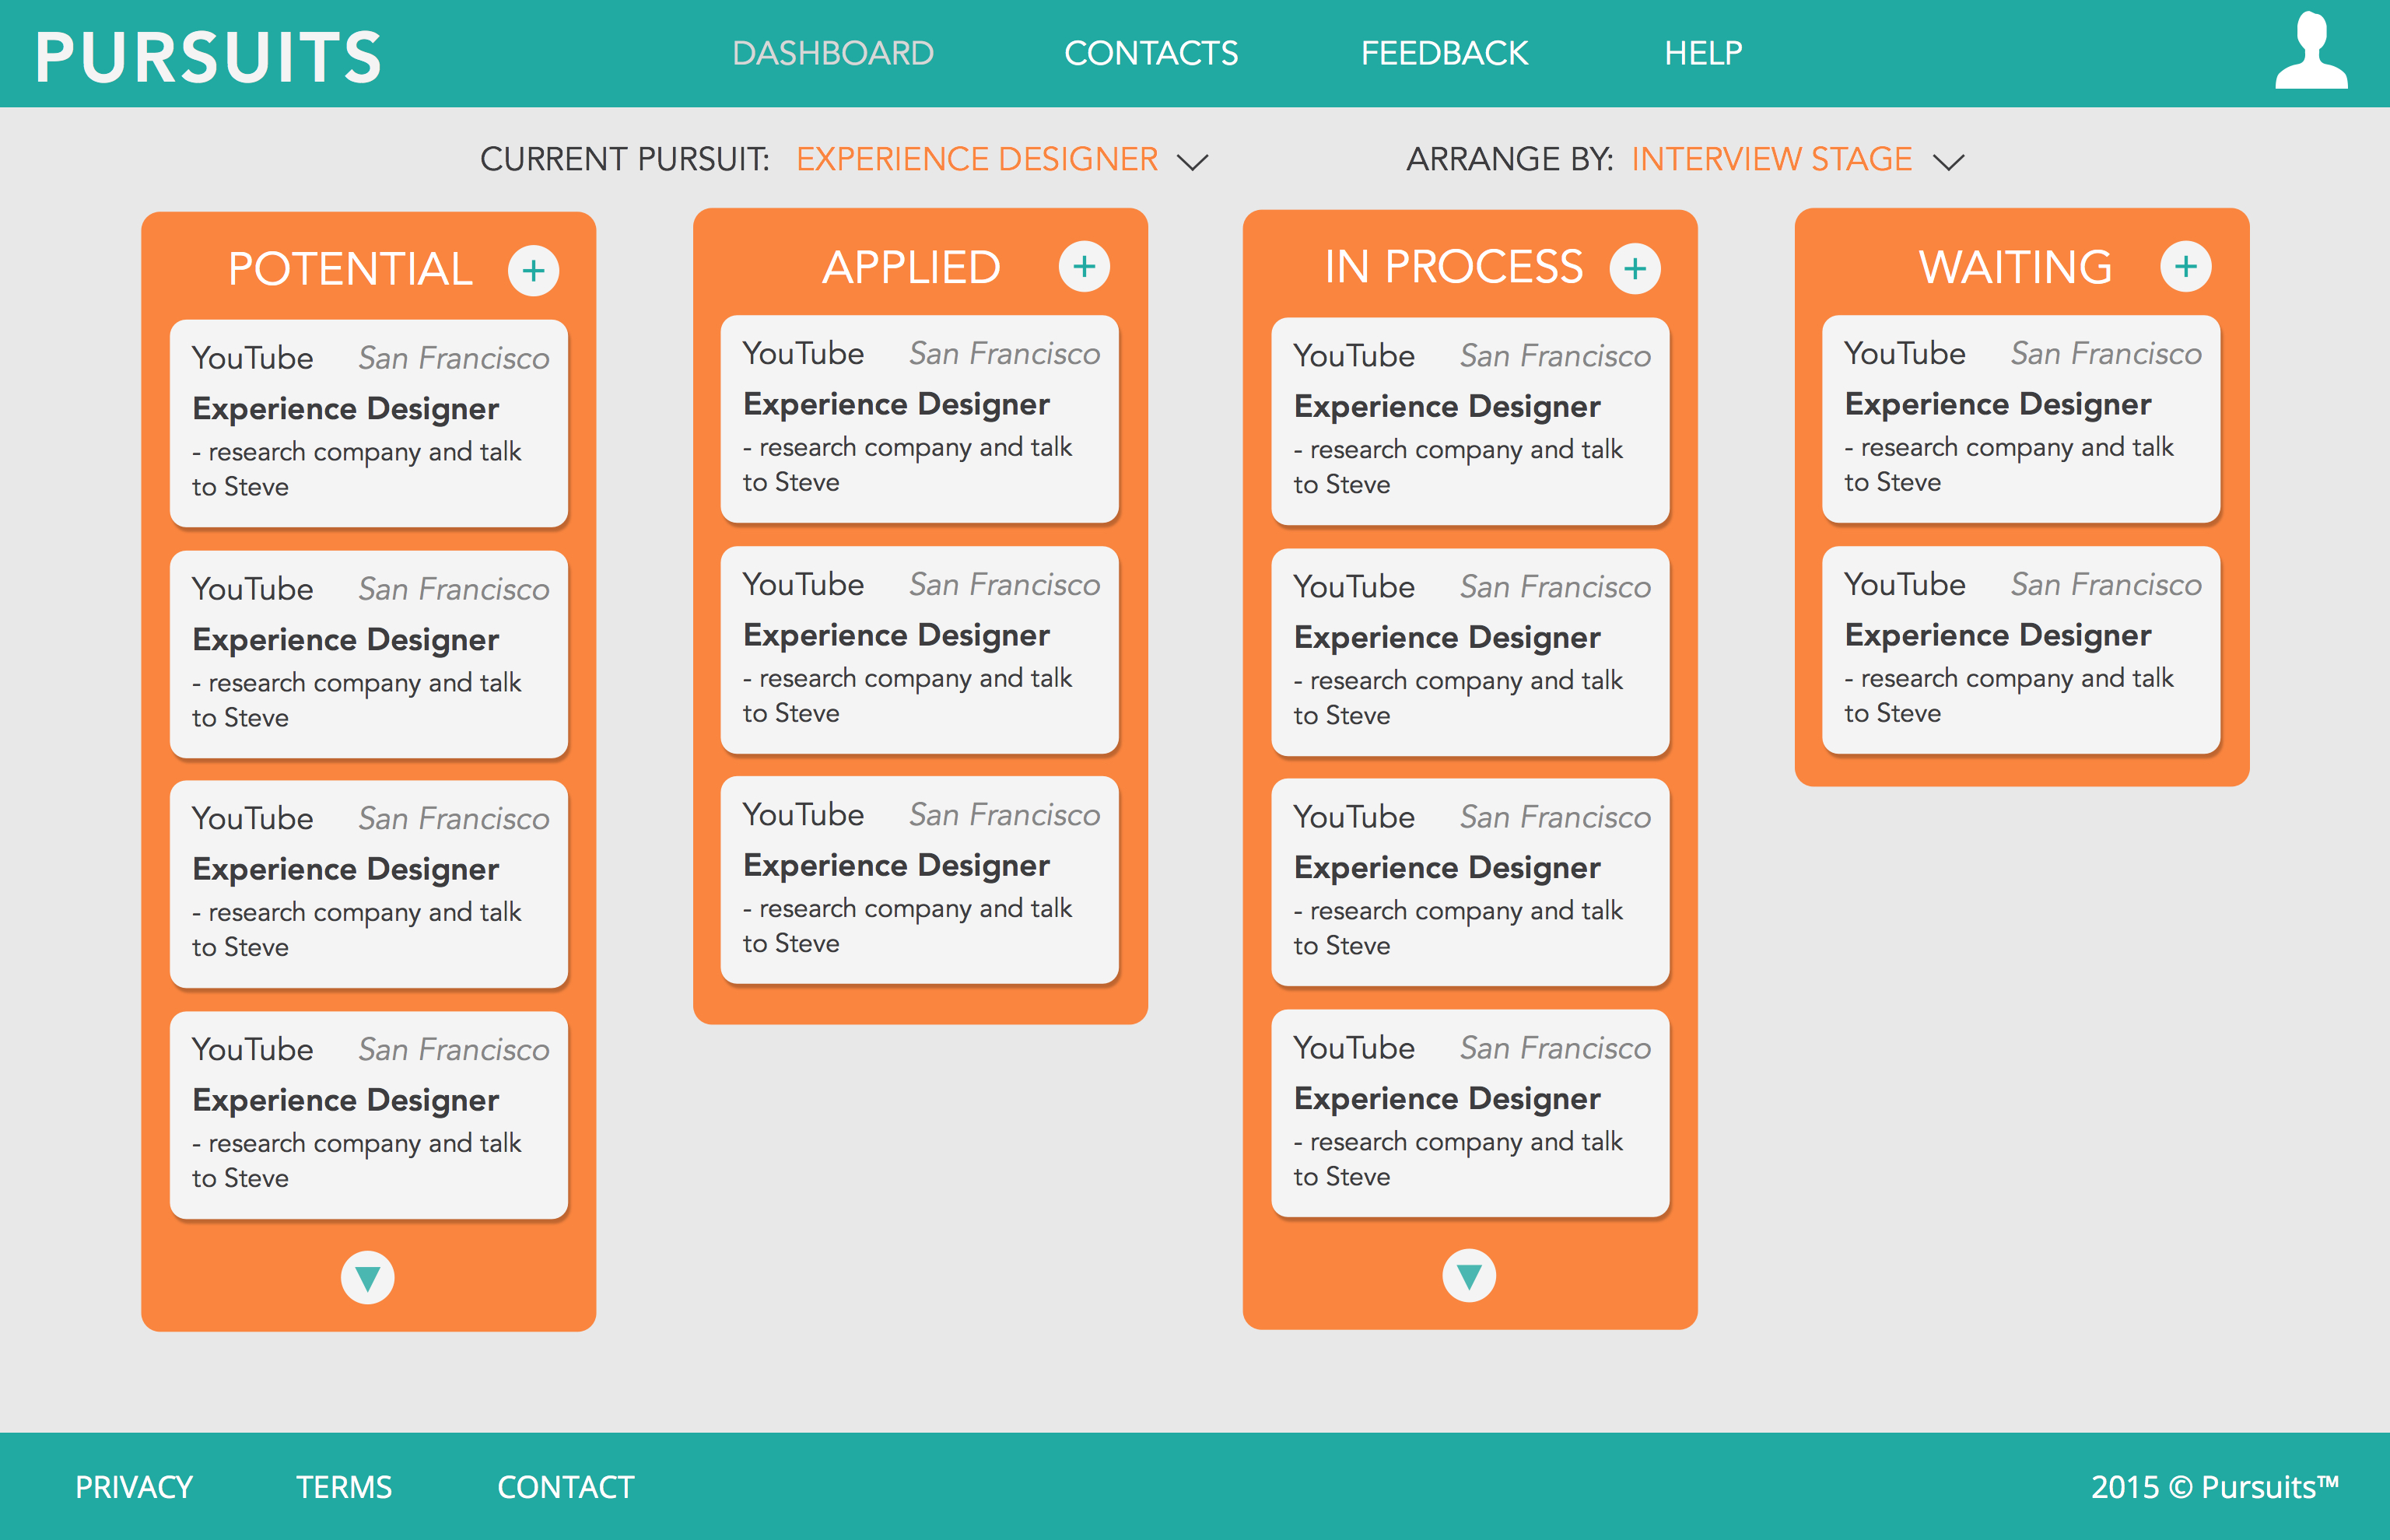 PURSUITS
DASHBOARD
CONTACTS
FEEDBACK
HELP
CURRENT PURSUIT: EXPERIENCE DESIGNER
ARRANGE BY: INTERVIEW STAGE
POTENTIAL +
YouTube San Francisco
Experience Designer
- research company and talk
to Steve
YouTube San Francisco
Experience Designer
- research company and talk
to Steve
YouTube San Francisco
Experience Designer
- research company and talk
to Steve
YouTube San Francisco
Experience Designer
- research company and talk
to Steve
APPLIED +
YouTube San Francisco
Experience Designer
- research company and talk
to Steve
YouTube San Francisco
Experience Designer
- research company and talk
to Steve
YouTube San Francisco
Experience Designer
- research company and talk
to Steve
IN PROCESS +
YouTube San Francisco
Experience Designer
- research company and talk
to Steve
YouTube San Francisco
Experience Designer
- research company and talk
to Steve
YouTube San Francisco
Experience Designer
- research company and talk
to Steve
YouTube San Francisco
Experience Designer
- research company and talk
to Steve
WAITING +
YouTube San Francisco
Experience Designer
- research company and talk
to Steve
YouTube San Francisco
Experience Designer
- research company and talk
to Steve
PRIVACY
TERMS
CONTACT
2015 © Pursuits™